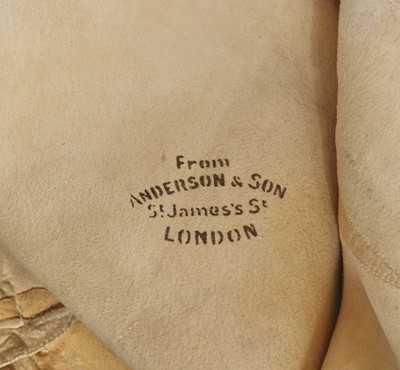 From
ANDERSON & SON
St James's St
LONDON